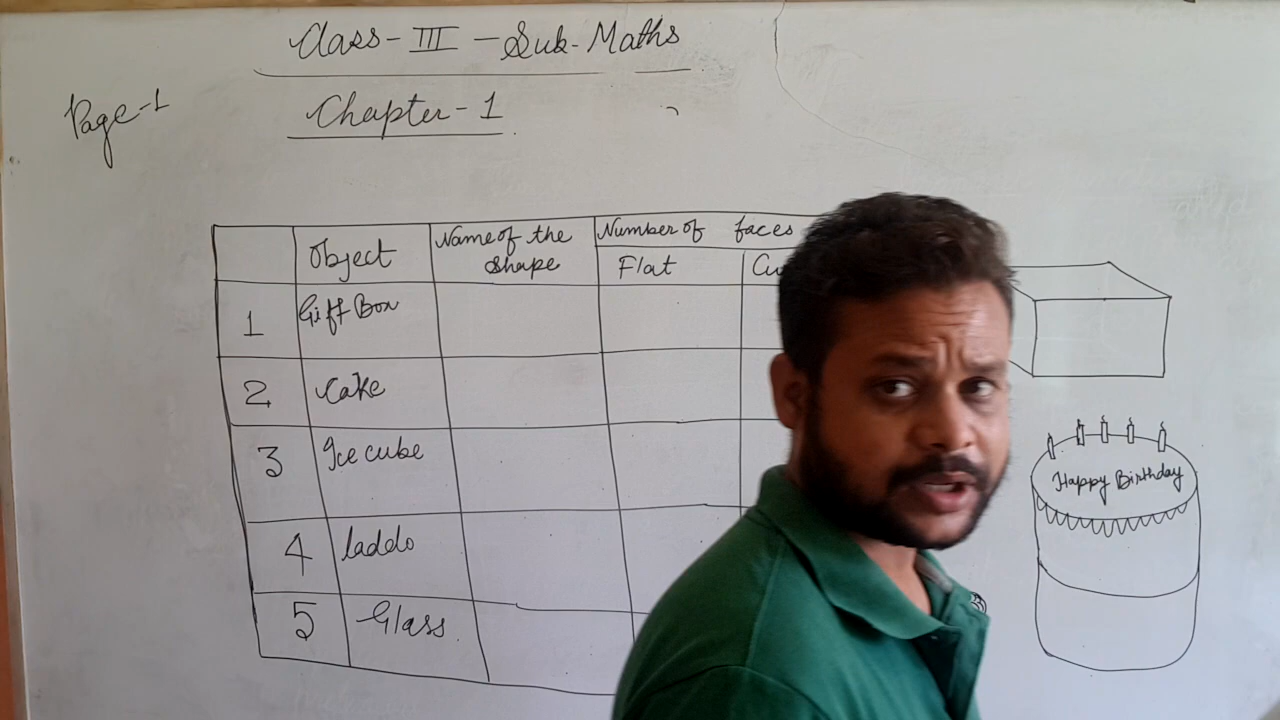 Class-III-Sub-Maths
Page-1
Chapter-1
Object
Name of the shape
Number of faces
Flat
1 Gift Box
2 Cake
3 Ice cube
4 laddo
5 Glass.
Happy Birthday